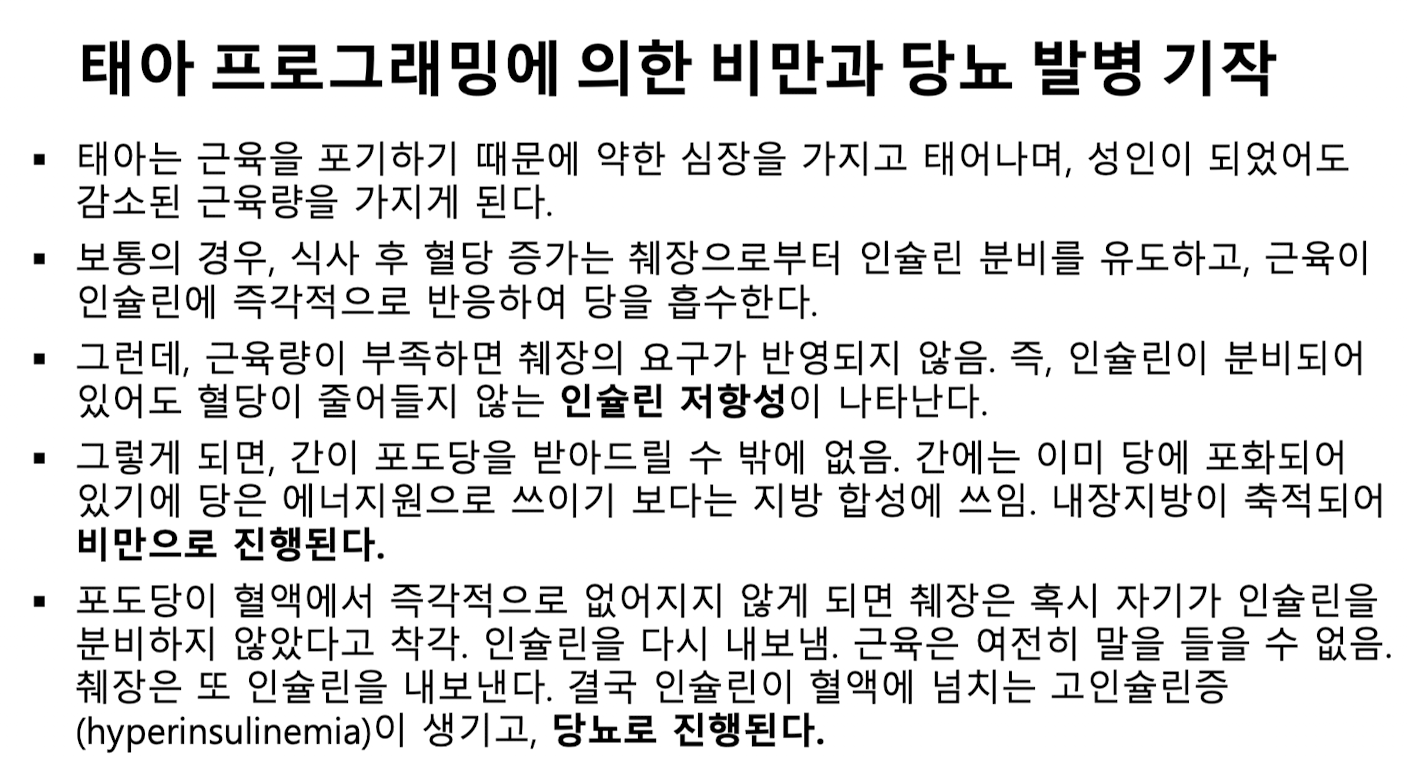 태아 프로그래밍에 의한 비만과 당뇨 발병 기작
▪ 태아는 근육을 포기하기 때문에 약한 심장을 가지고 태어나며, 성인이 되었어도
감소된 근육량을 가지게 된다.
▪ 보통의 경우, 식사 후 혈당 증가는 췌장으로부터 인슐린 분비를 유도하고, 근육이
인슐린에 즉각적으로 반응하여 당을 흡수한다.
▪ 그런데, 근육량이 부족하면 췌장의 요구가 반영되지 않음. 즉, 인슐린이 분비되어
있어도 혈당이 줄어들지 않는 인슐린 저항성이 나타난다.
▪ 그렇게 되면, 간이 포도당을 받아드릴 수 밖에 없음. 간에는 이미 당에 포화되어
있기에 당은 에너지원으로 쓰이기 보다는 지방 합성에 쓰임. 내장지방이 축적되어
비만으로 진행된다.
▪ 포도당이 혈액에서 즉각적으로 없어지지 않게 되면 췌장은 혹시 자기가 인슐린을
분비하지 않았다고 착각. 인슐린을 다시 내보냄. 근육은 여전히 말을 들을 수 없음.
췌장은 또 인슐린을 내보낸다. 결국 인슐린이 혈액에 넘치는 고인슐린증
(hyperinsulinemia)이 생기고, 당뇨로 진행된다.